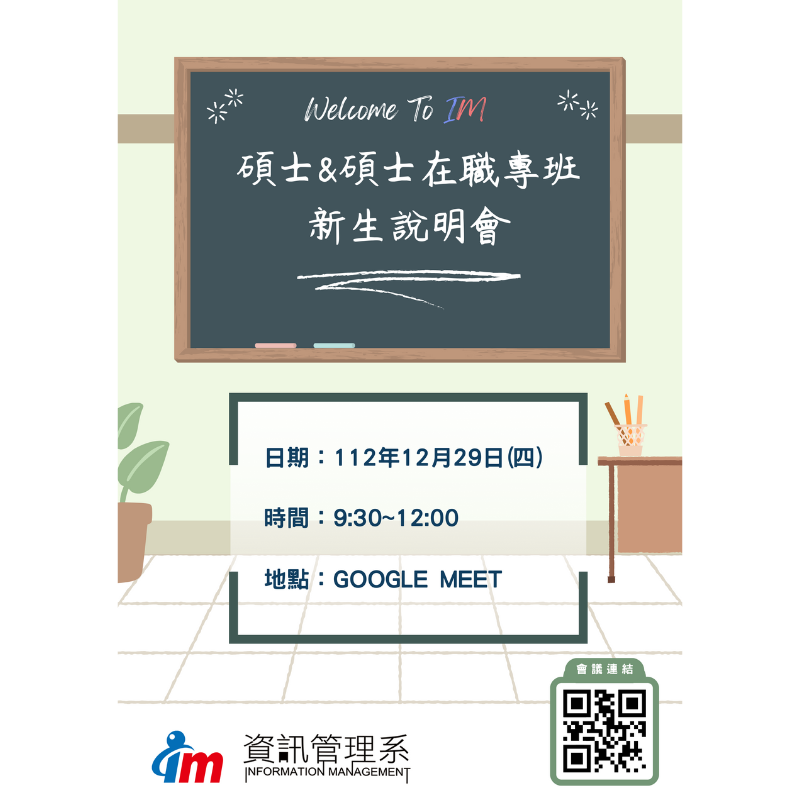 Welcome To IM
碩士&碩士在職專班
新生說明會
日期：112年12月29日(四)
時間：9:30~12:00
地點：GOOGLE MEET
會議連結
im
資訊管理系
INFORMATION MANAGEMENT